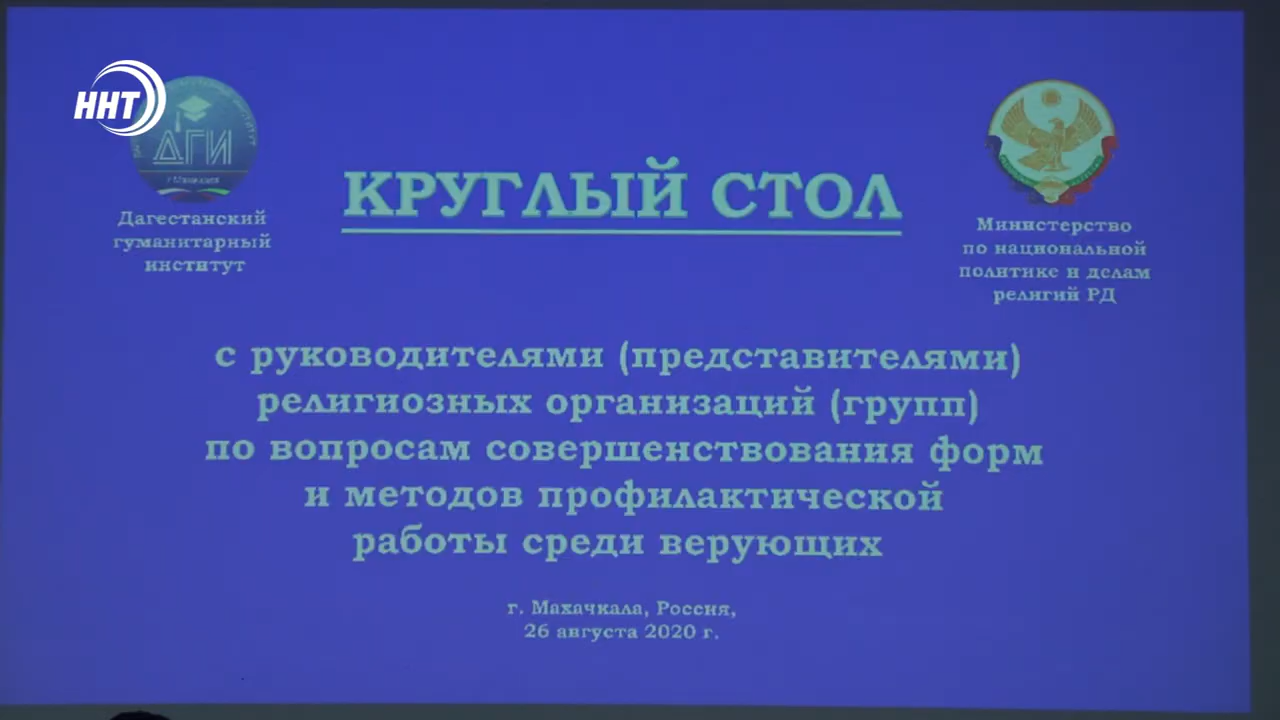 ННТ
ДГИ
г. Махачкала
Дагестанский
гуманитарный
институт
КРУГЛЫЙ СТОЛ
Министерство
по национальной
политике и делам
религий РД
с руководителями (представителями)
религиозных организаций (групп)
по вопросам совершенствования форм
и методов профилактической
работы среди верующих
г. Махачкала, Россия,
26 августа 2020 г.